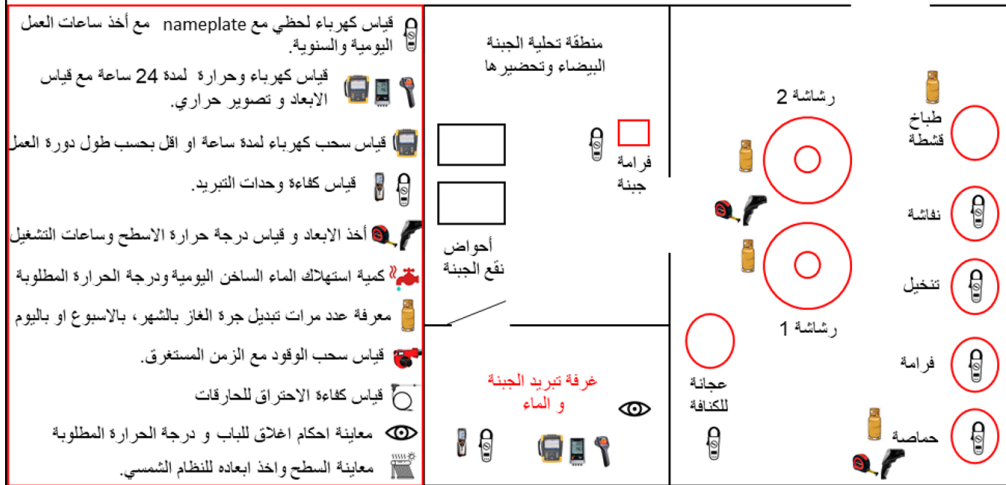 قياس كهرباء لحظي مع nameplate مع أخذ ساعات العمل
اليومية والسنوية.
قياس كهرباء وحرارة لمدة 24 ساعة مع قياس
الابعاد و تصوير حراري.
قياس سحب كهرباء لمدة ساعة او اقل بحسب طول دورة العمل
قياس كفاءة وحدات التبريد.
أخذ الابعاد و قياس درجة حرارة الاسطح وساعات التشغيل
كمية استهلاك الماء الساخن اليومية ودرجة الحرارة المطلوبة
معرفة عدد مرات تبديل جرة الغاز بالشهر، بالاسبوع او باليوم
قياس سحب الوقود مع الزمن المستغرق.
قياس كفاءة الاحتراق للحارقات
معاينة احكام اغلاق للباب و درجة الحرارة المطلوبة
معاينة السطح واخذ ابعاده للنظام الشمسي.
منطقة تحلية الجبنة
البيضاء وتحضيرها
فرامة
جبنة
أحواض
نقع الجبنة
غرفة تبريد الجبنة
و الماء
رشاشة 2
رشاشة 1
عجانة
للكنافة
طباخ
قشطة
نفاشة
تنخيل
فرامة
حماصة